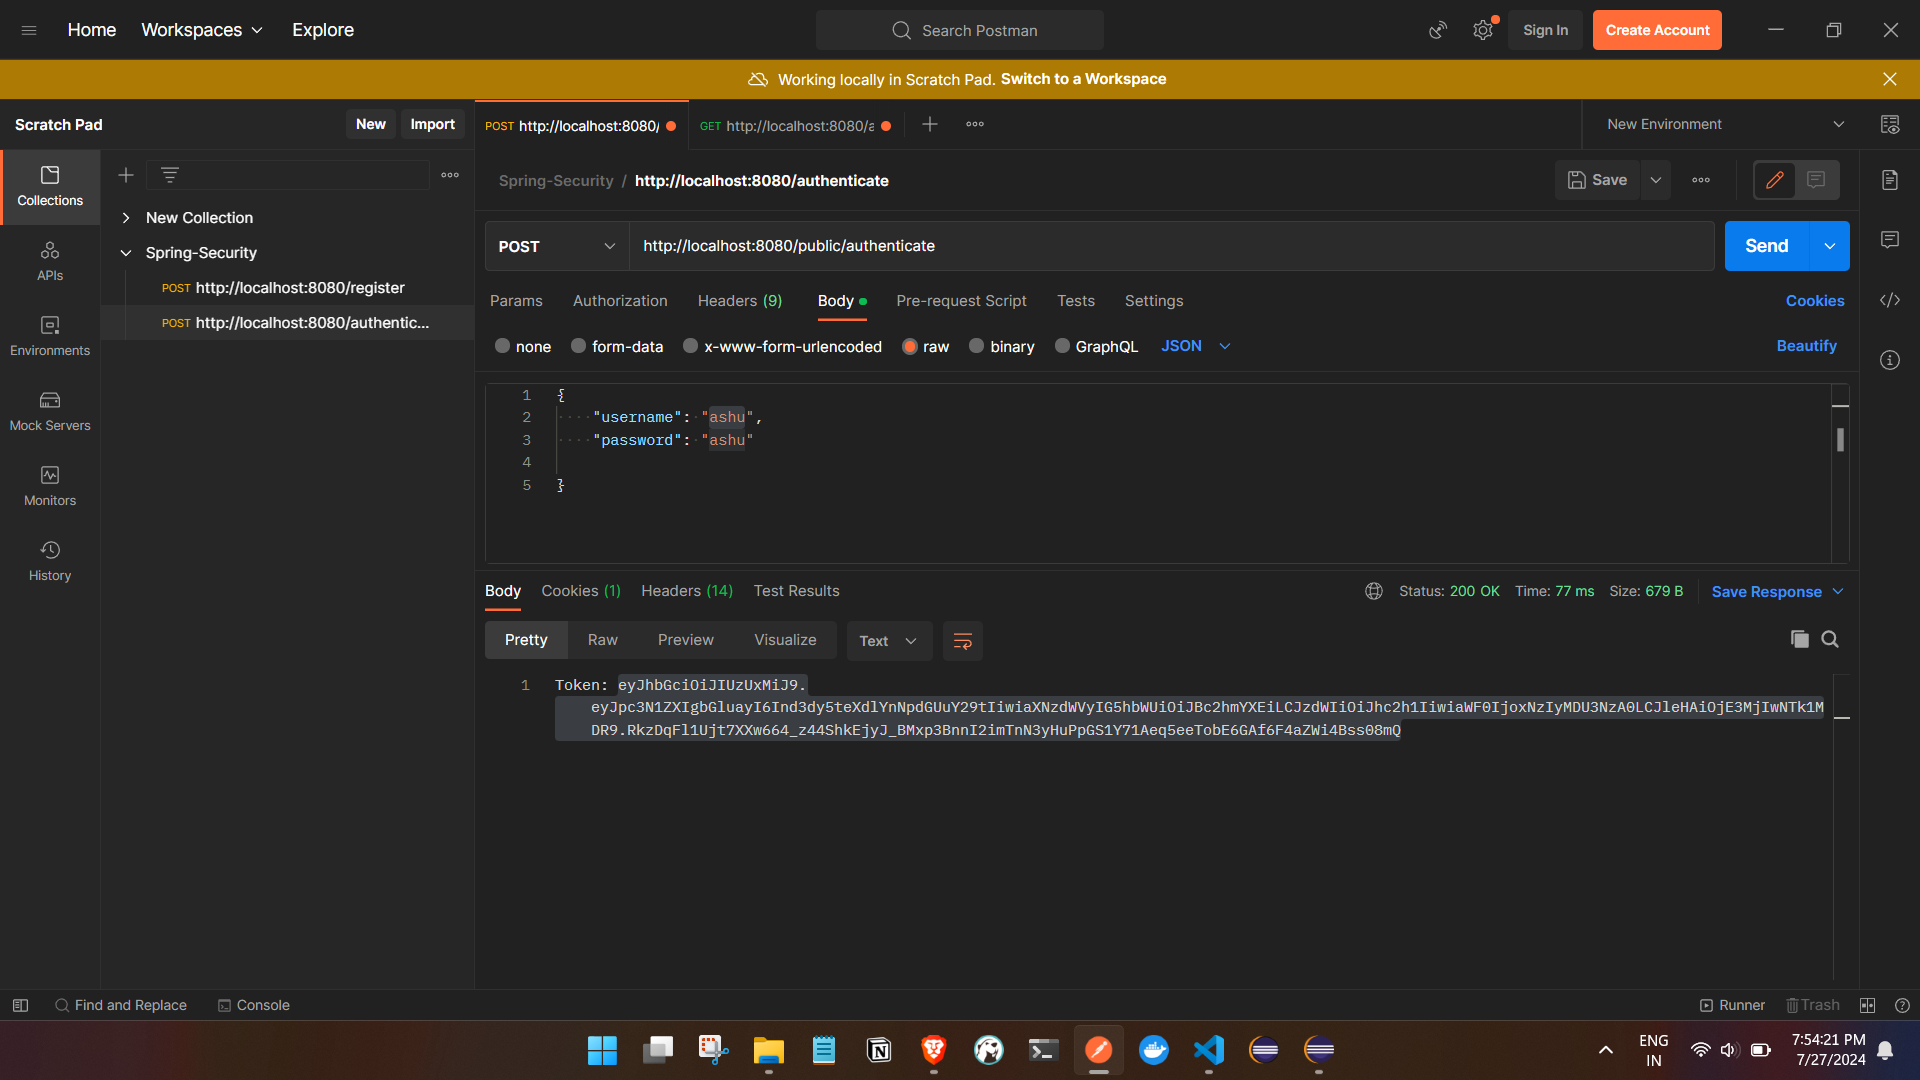 Home Workspaces Explore Search Postman Sign In Create Account
Working locally in Scratch Pad. Switch to a Workspace
Scratch Pad New Import POST http://localhost:8080/ GET http://localhost:8080/a New Environment
Collections
APIs
Environments
Mock Servers
Monitors
History
New Collection
Spring-Security
POST http://localhost:8080/register
POST http://localhost:8080/authentic...
Spring-Security / http://localhost:8080/authenticate Save
POST http://localhost:8080/public/authenticate Send
Params Authorization Headers (9) Body Pre-request Script Tests Settings Cookies
none form-data x-www-form-urlencoded raw binary GraphQL JSON Beautify
1 {
2 "username": "ashu",
3 "password": "ashu"
4
5 }
Body Cookies (1) Headers (14) Test Results Status: 200 OK Time: 77 ms Size: 679 B Save Response
Pretty Raw Preview Visualize Text
1 Token: eyJhbGciOiJIUzUxMiJ9.
eyJpc3N1ZXIgbGluayI6Ind3dy5teXdlYnNpdGUuY29tIiwiaXNzdWVyIG5hbWUiOiJBc2hmYXEiLCJzdWIiOiJhc2h1IiwiaWF0IjoxNzIyMDU3NzA0LCJleHAiOjE3MjIwNTk1M
DR9.RkzDqFl1Ujt7XXw664_z44ShkEjyJ_BMxp3BnnI2imTnN3yHuPpGS1Y71Aeq5eeTobE6GAf6F4aZWi4Bss08mQ
Find and Replace Console Runner Trash
ENG
IN
7:54:21 PM
7/27/2024